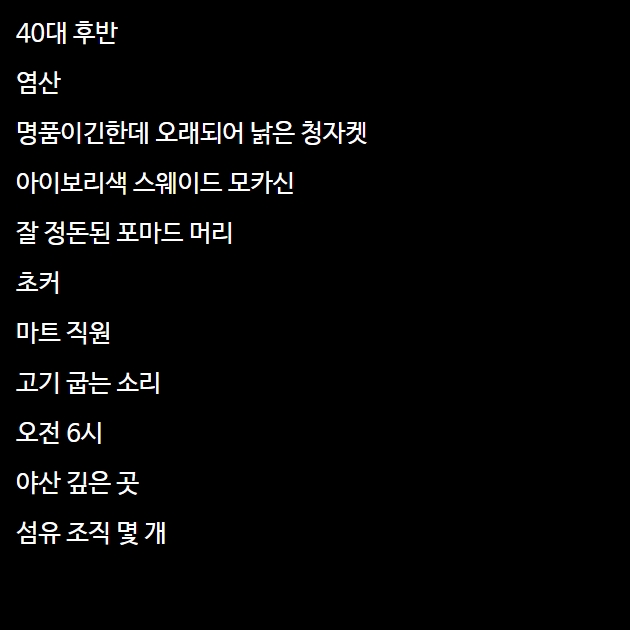 40대 후반
염산
명품이긴한데 오래되어 낡은 청자켓
아이보리색 스웨이드 모카신
잘 정돈된 포마드 머리
초커
마트 직원
고기 굽는 소리
오전 6시
야산 깊은 곳
섬유 조직 몇 개